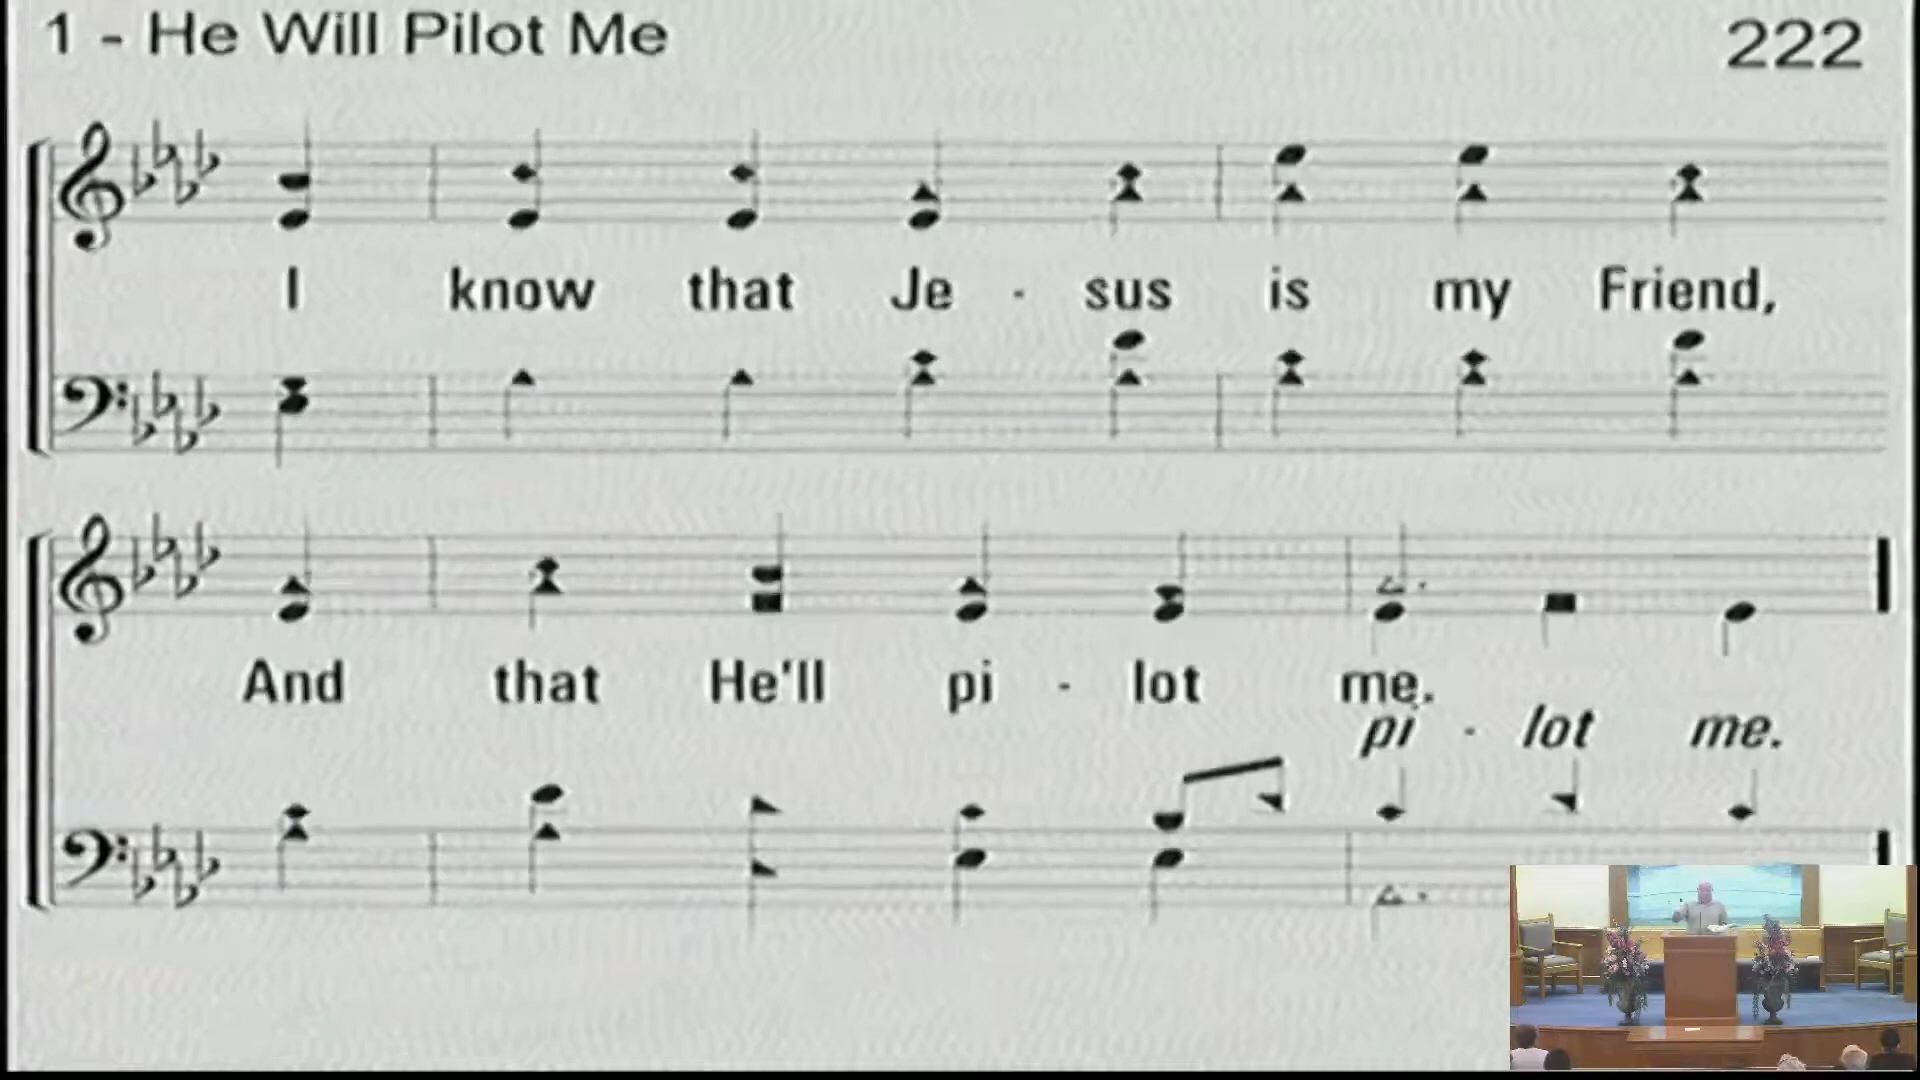 1 - He Will Pilot Me
222
I know that Je - sus is my Friend,
And that He'll pi - lot me.
pi - lot me.